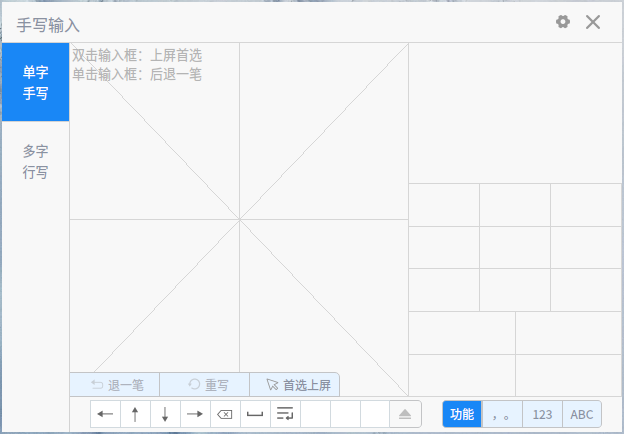 手写输入
单字
手写
多字
行写
双击输入框：上屏首选
单击输入框：后退一笔
退一笔
重写
首选上屏
功能
，。
123
ABC